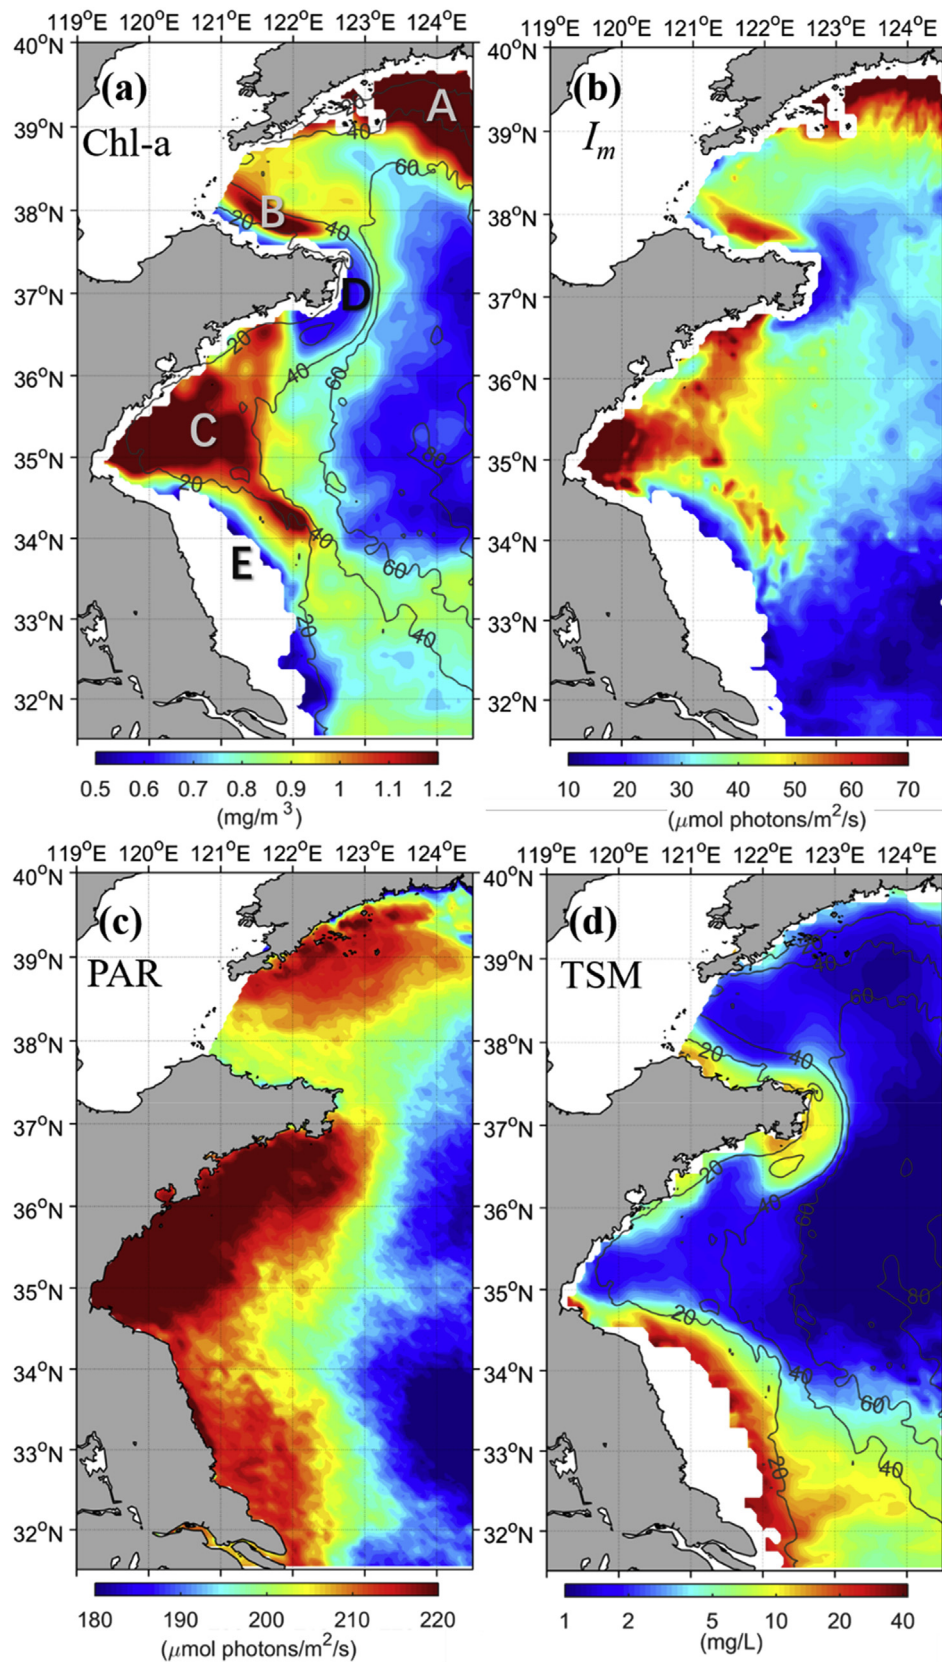 119°E 120°E 121°E 122°E 123°E 124°E
40°N
39°N
38°N
37°N
36°N
35°N
34°N
33°N
32°N
(a)
Chl-a
A
B
C
D
E
20
40
60
20
40
20
40
60
80
20
40
60
40
20
0.5 0.6 0.7 0.8 0.9 1 1.1 1.2
(mg/m³)
119°E 120°E 121°E 122°E 123°E 124°E
40°N
39°N
38°N
37°N
36°N
35°N
34°N
33°N
32°N
(b)
Iₘ
10 20 30 40 50 60 70
(μmol photons/m²/s)
119°E 120°E 121°E 122°E 123°E 124°E
40°N
39°N
38°N
37°N
36°N
35°N
34°N
33°N
32°N
(c)
PAR
180 190 200 210 220
(μmol photons/m²/s)
119°E 120°E 121°E 122°E 123°E 124°E
40°N
39°N
38°N
37°N
36°N
35°N
34°N
33°N
32°N
(d)
TSM
40
60
20
40
20
40
60
80
20
40
60
40
20
1 2 5 10 20 40
(mg/L)